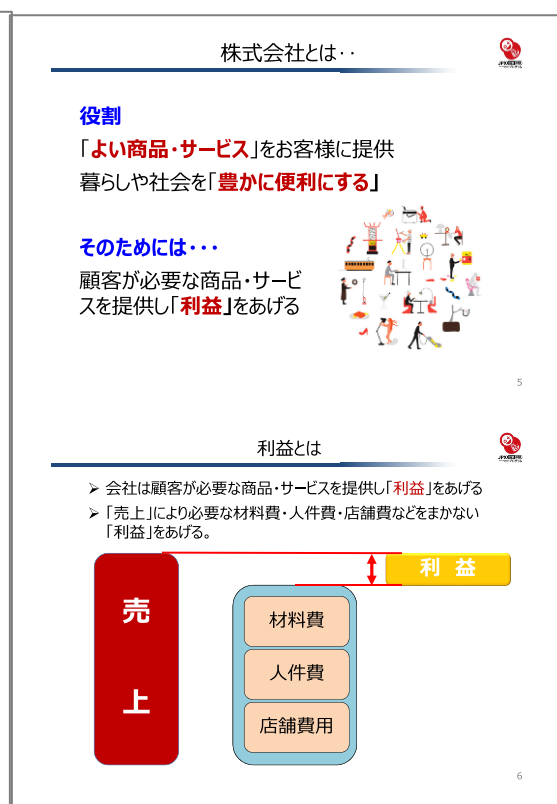 株式会社とは‥
役割
「よい商品・サービス」をお客様に提供
暮らしや社会を「豊かに便利にする」
そのためには・・・
顧客が必要な商品・サービ
スを提供し「利益」をあげる
5
利益とは
➢ 会社は顧客が必要な商品・サービスを提供し「利益」をあげる
➢ 「売上」により必要な材料費・人件費・店舗費などをまかない
「利益」をあげる。
利 益
売
上
材料費
人件費
店舗費用
6